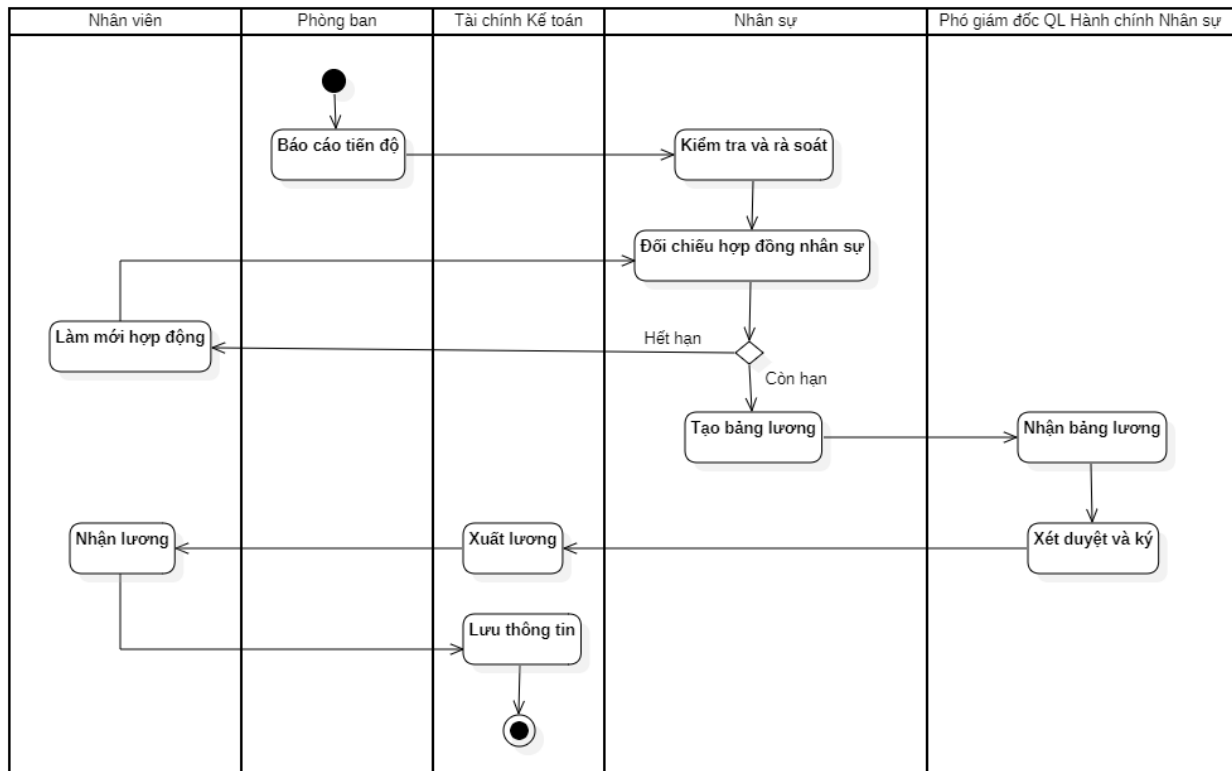 Nhân viên
Phòng ban
Tài chính Kế toán
Nhân sự
Phó giám đốc QL Hành chính Nhân sự
Báo cáo tiến độ
Kiểm tra và rà soát
Đối chiếu hợp đồng nhân sự
Làm mới hợp động
Hết hạn
Còn hạn
Tạo bảng lương
Nhận bảng lương
Nhận lương
Xuất lương
Xét duyệt và ký
Lưu thông tin